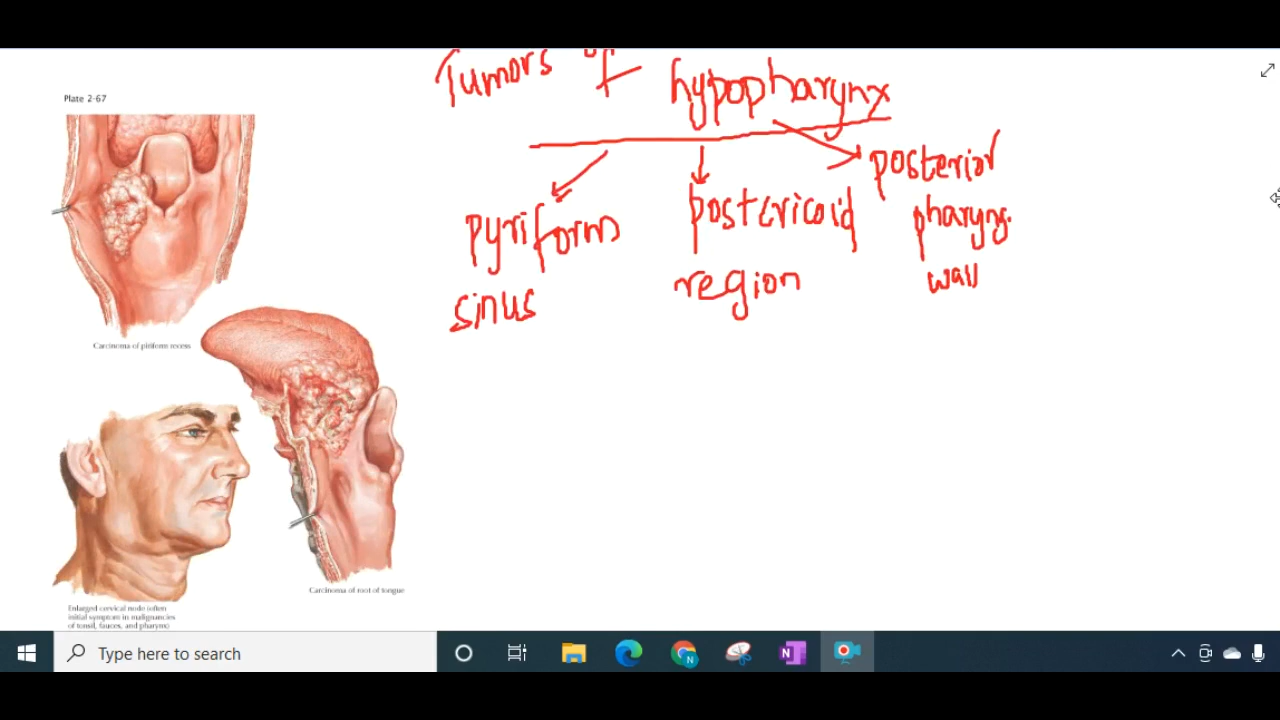 Tumors of
hypopharynx
pyriform
sinus
postcricoid
region
posterior
pharynx.
wall
Plate 2-67
Carcinoma of piriform recess
Carcinoma of root of tongue
Enlarged cervical node (often
initial symptom in malignancies
of tonsil, fauces, and pharynx)
Type here to search